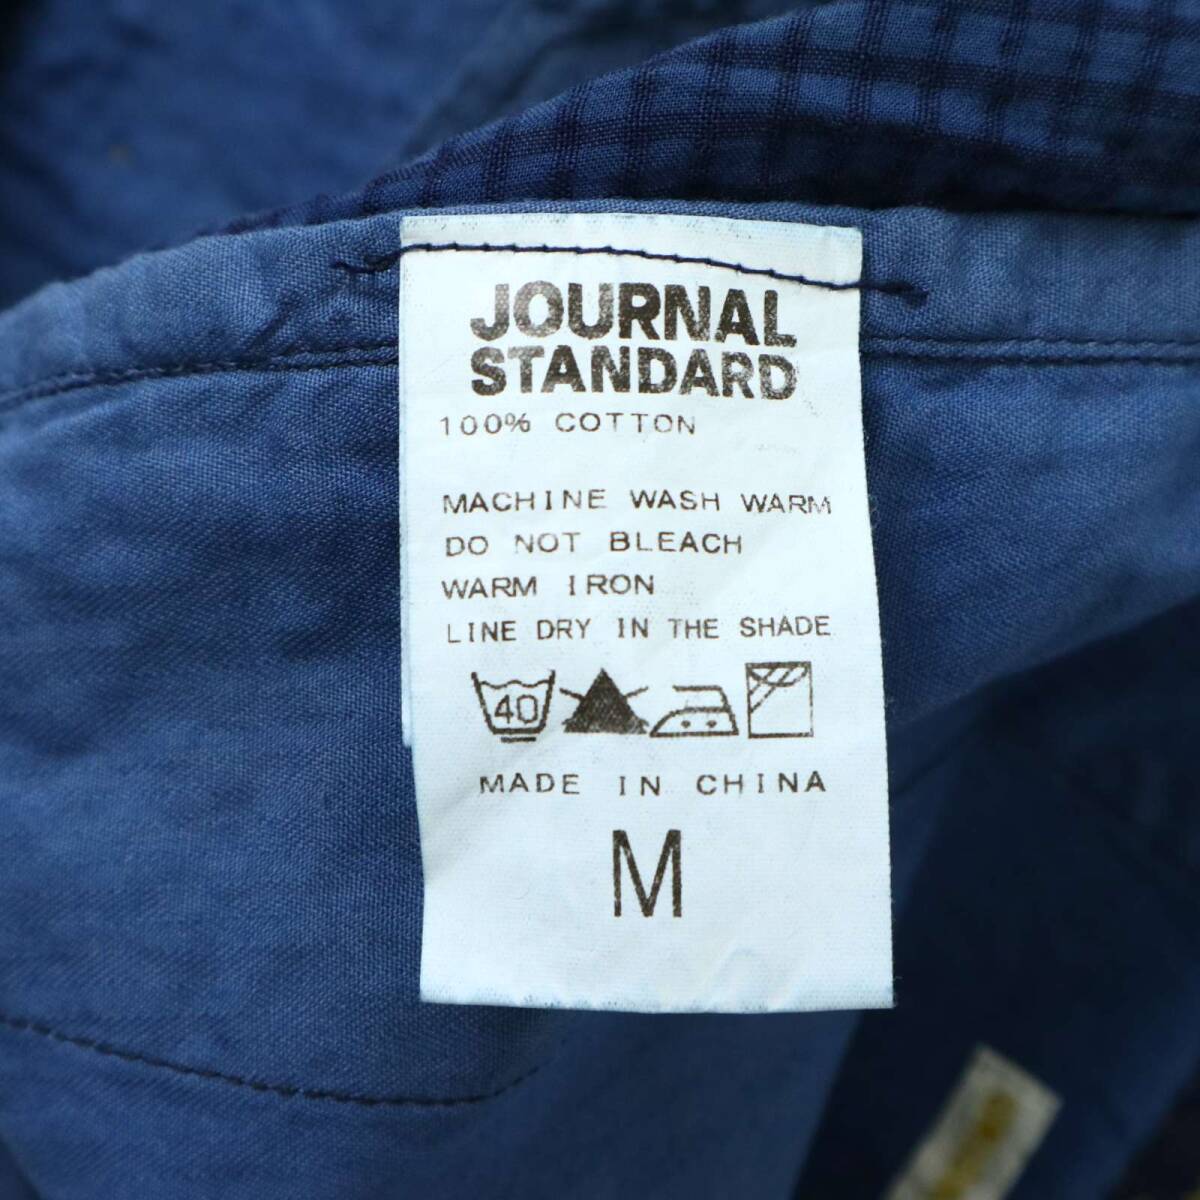 JOURNAL
STANDARD
100% COTTON
MACHINE WASH WARM
DO NOT BLEACH
WARM IRON
LINE DRY IN THE SHADE
40
MADE IN CHINA
M